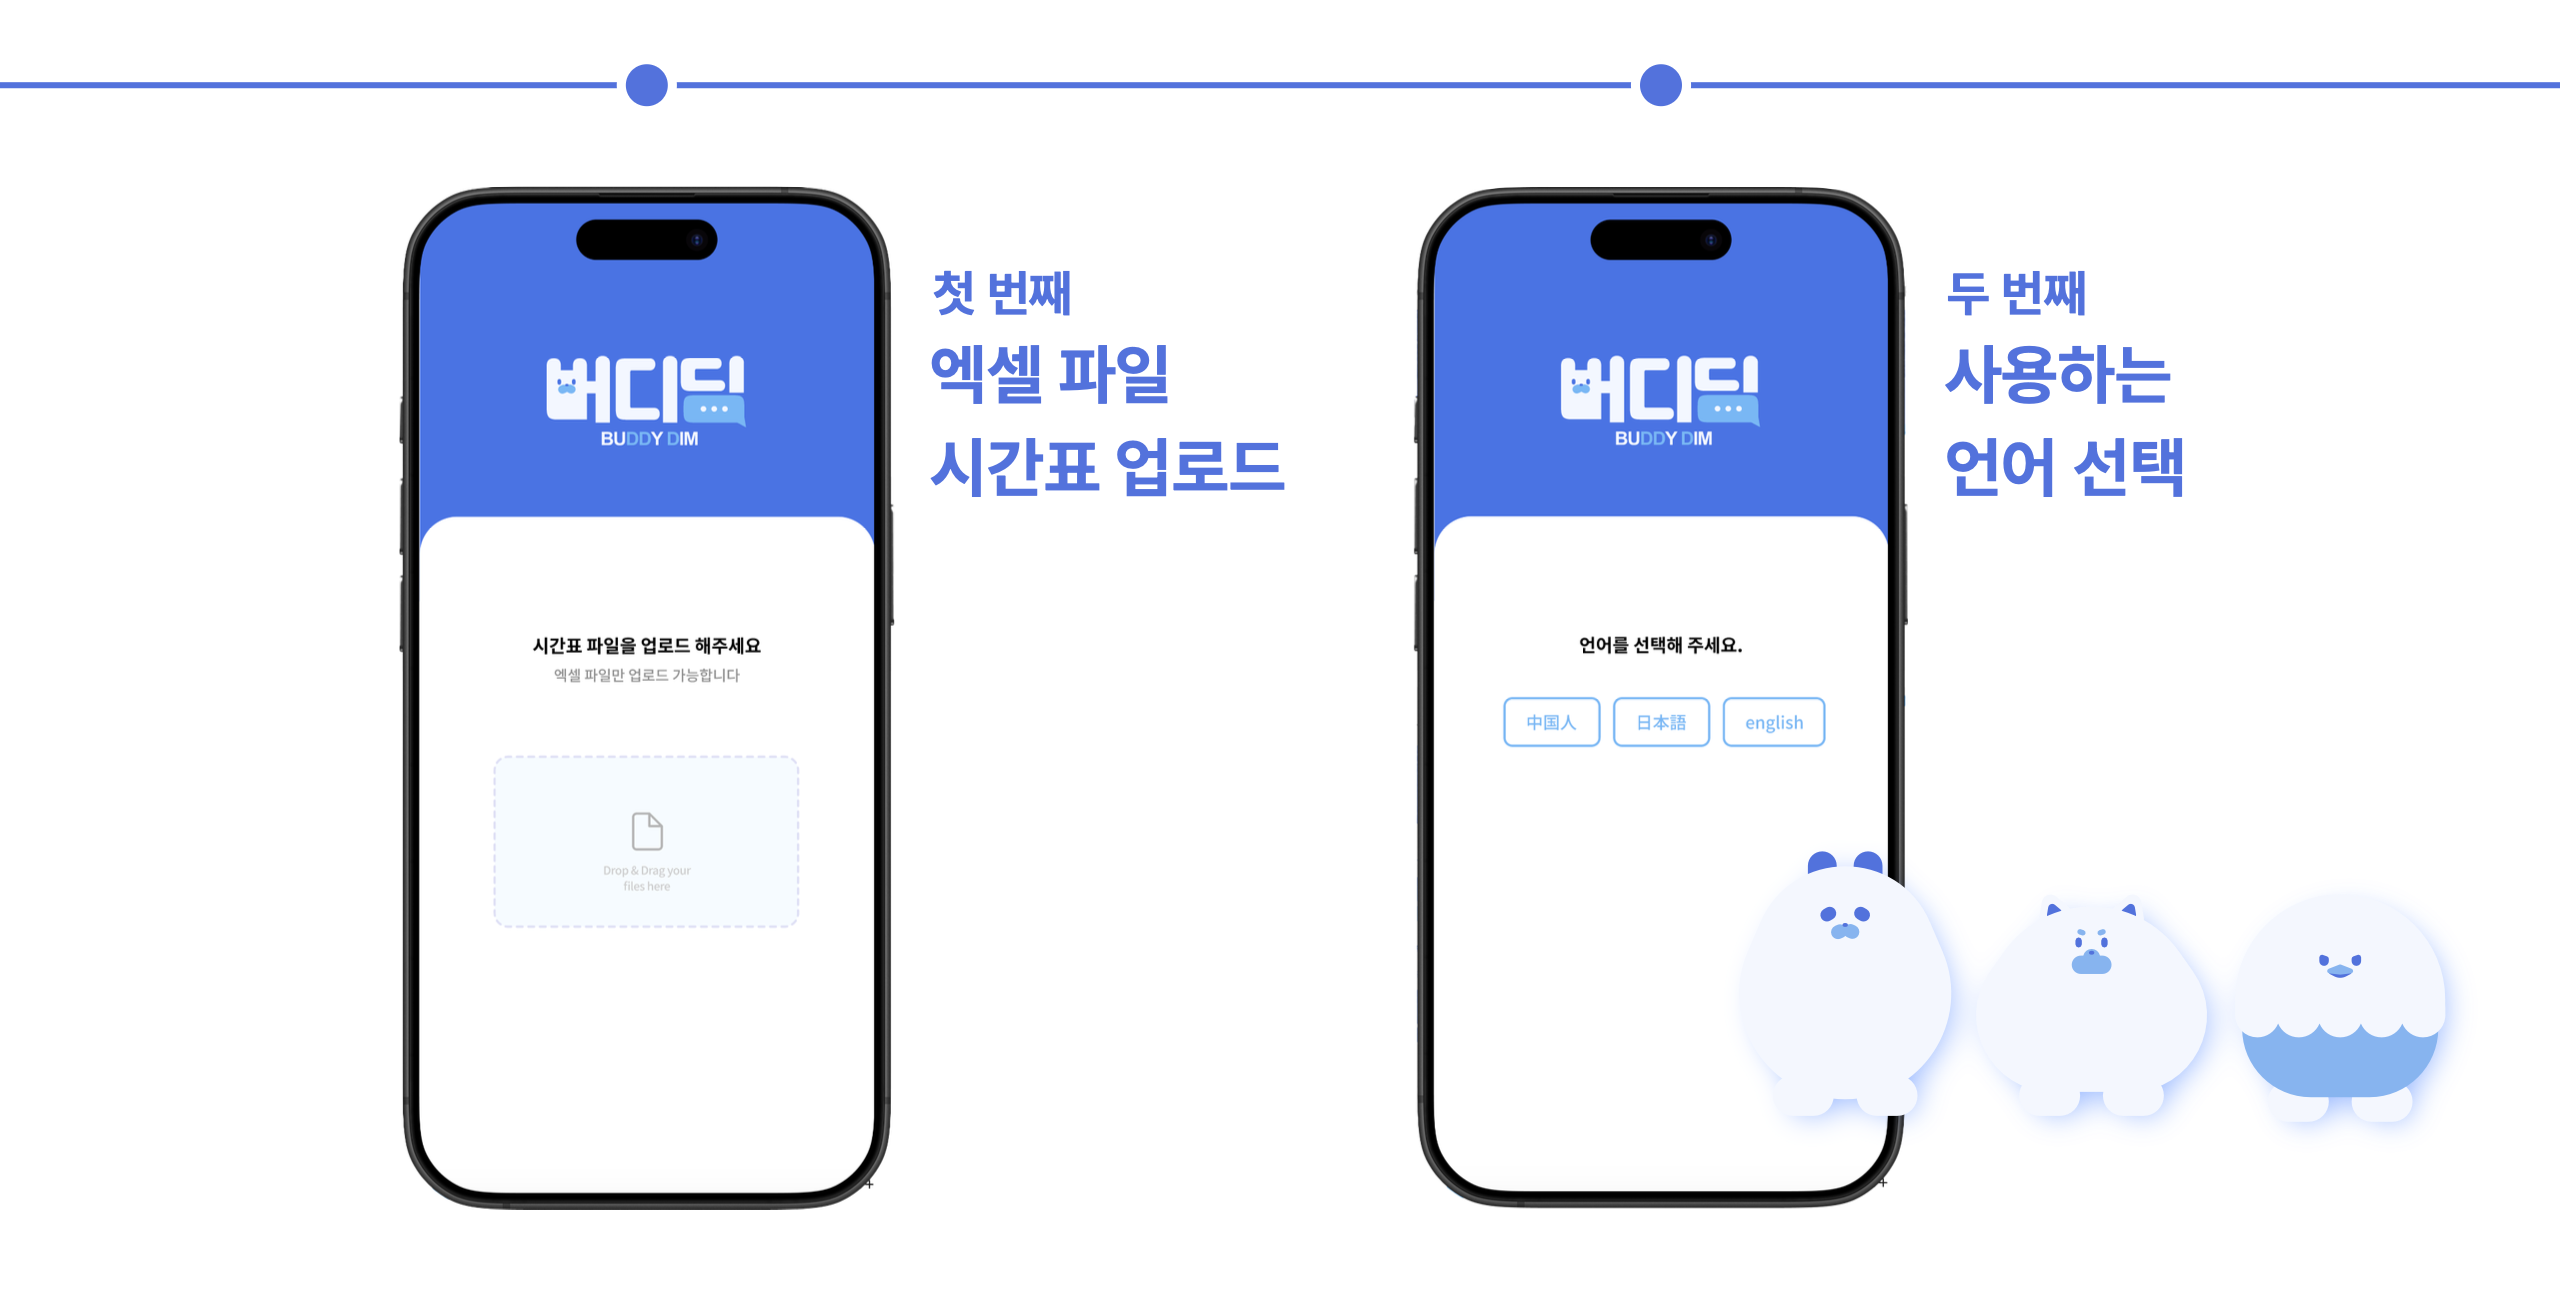 첫 번째
엑셀 파일
시간표 업로드
버디딤
BUDDY DIM
시간표 파일을 업로드 해주세요
엑셀 파일만 업로드 가능합니다
Drop & Drag your
files here
두 번째
사용하는
언어 선택
버디딤
BUDDY DIM
언어를 선택해 주세요.
中国人
日本語
english